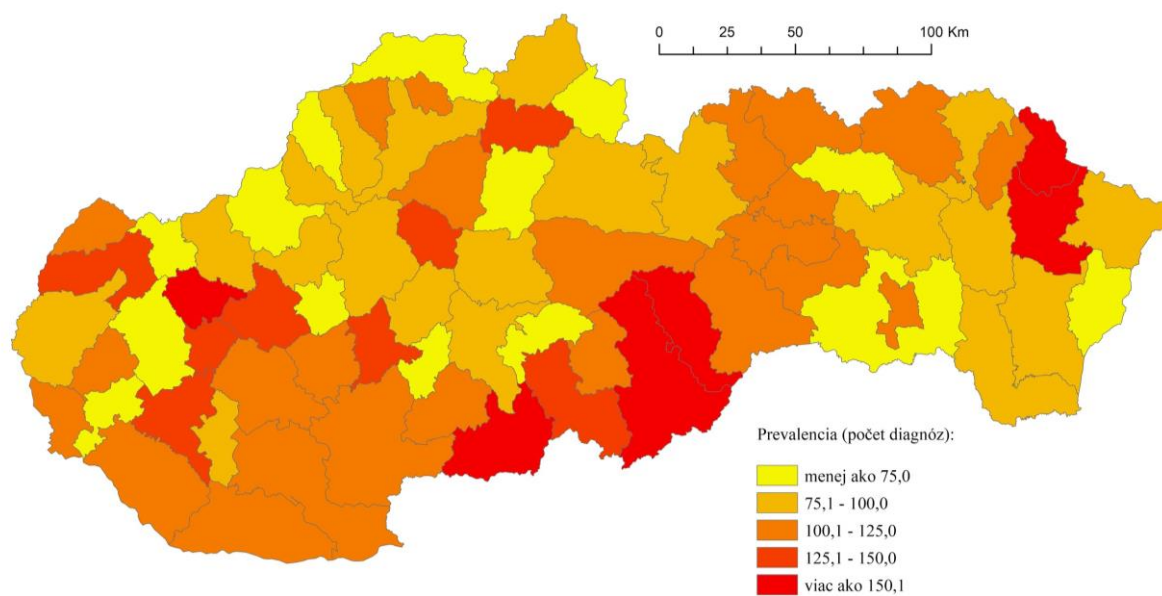 0 25 50 100 Km
Prevalencia (počet diagnóz):
menej ako 75,0
75,1 - 100,0
100,1 - 125,0
125,1 - 150,0
viac ako 150,1